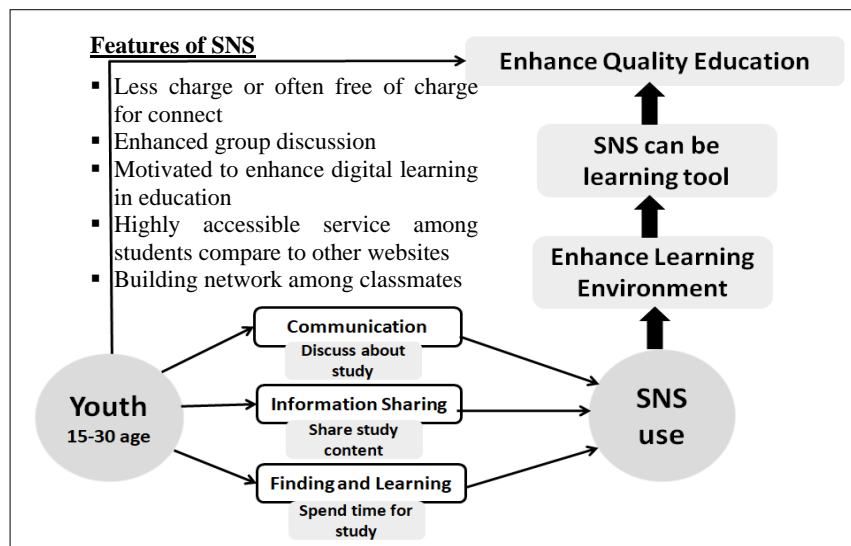 Features of SNS
▪ Less charge or often free of charge
for connect
▪ Enhanced group discussion
▪ Motivated to enhance digital learning
in education
▪ Highly accessible service among
students compare to other websites
▪ Building network among classmates
Enhance Quality Education
SNS can be
learning tool
Enhance Learning
Environment
Communication
Discuss about
study
Youth
15-30 age
Information Sharing
Share study
content
SNS
use
Finding and Learning
Spend time for
study